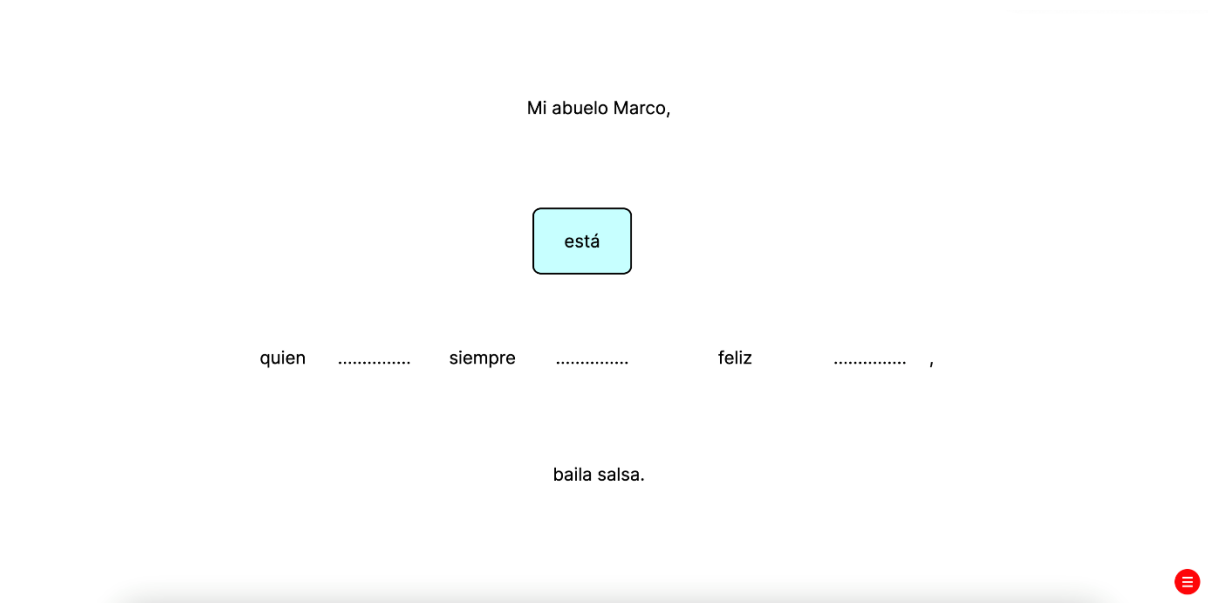 Mi abuelo Marco,
está
quien ............... siempre ............... feliz ............... ,
baila salsa.